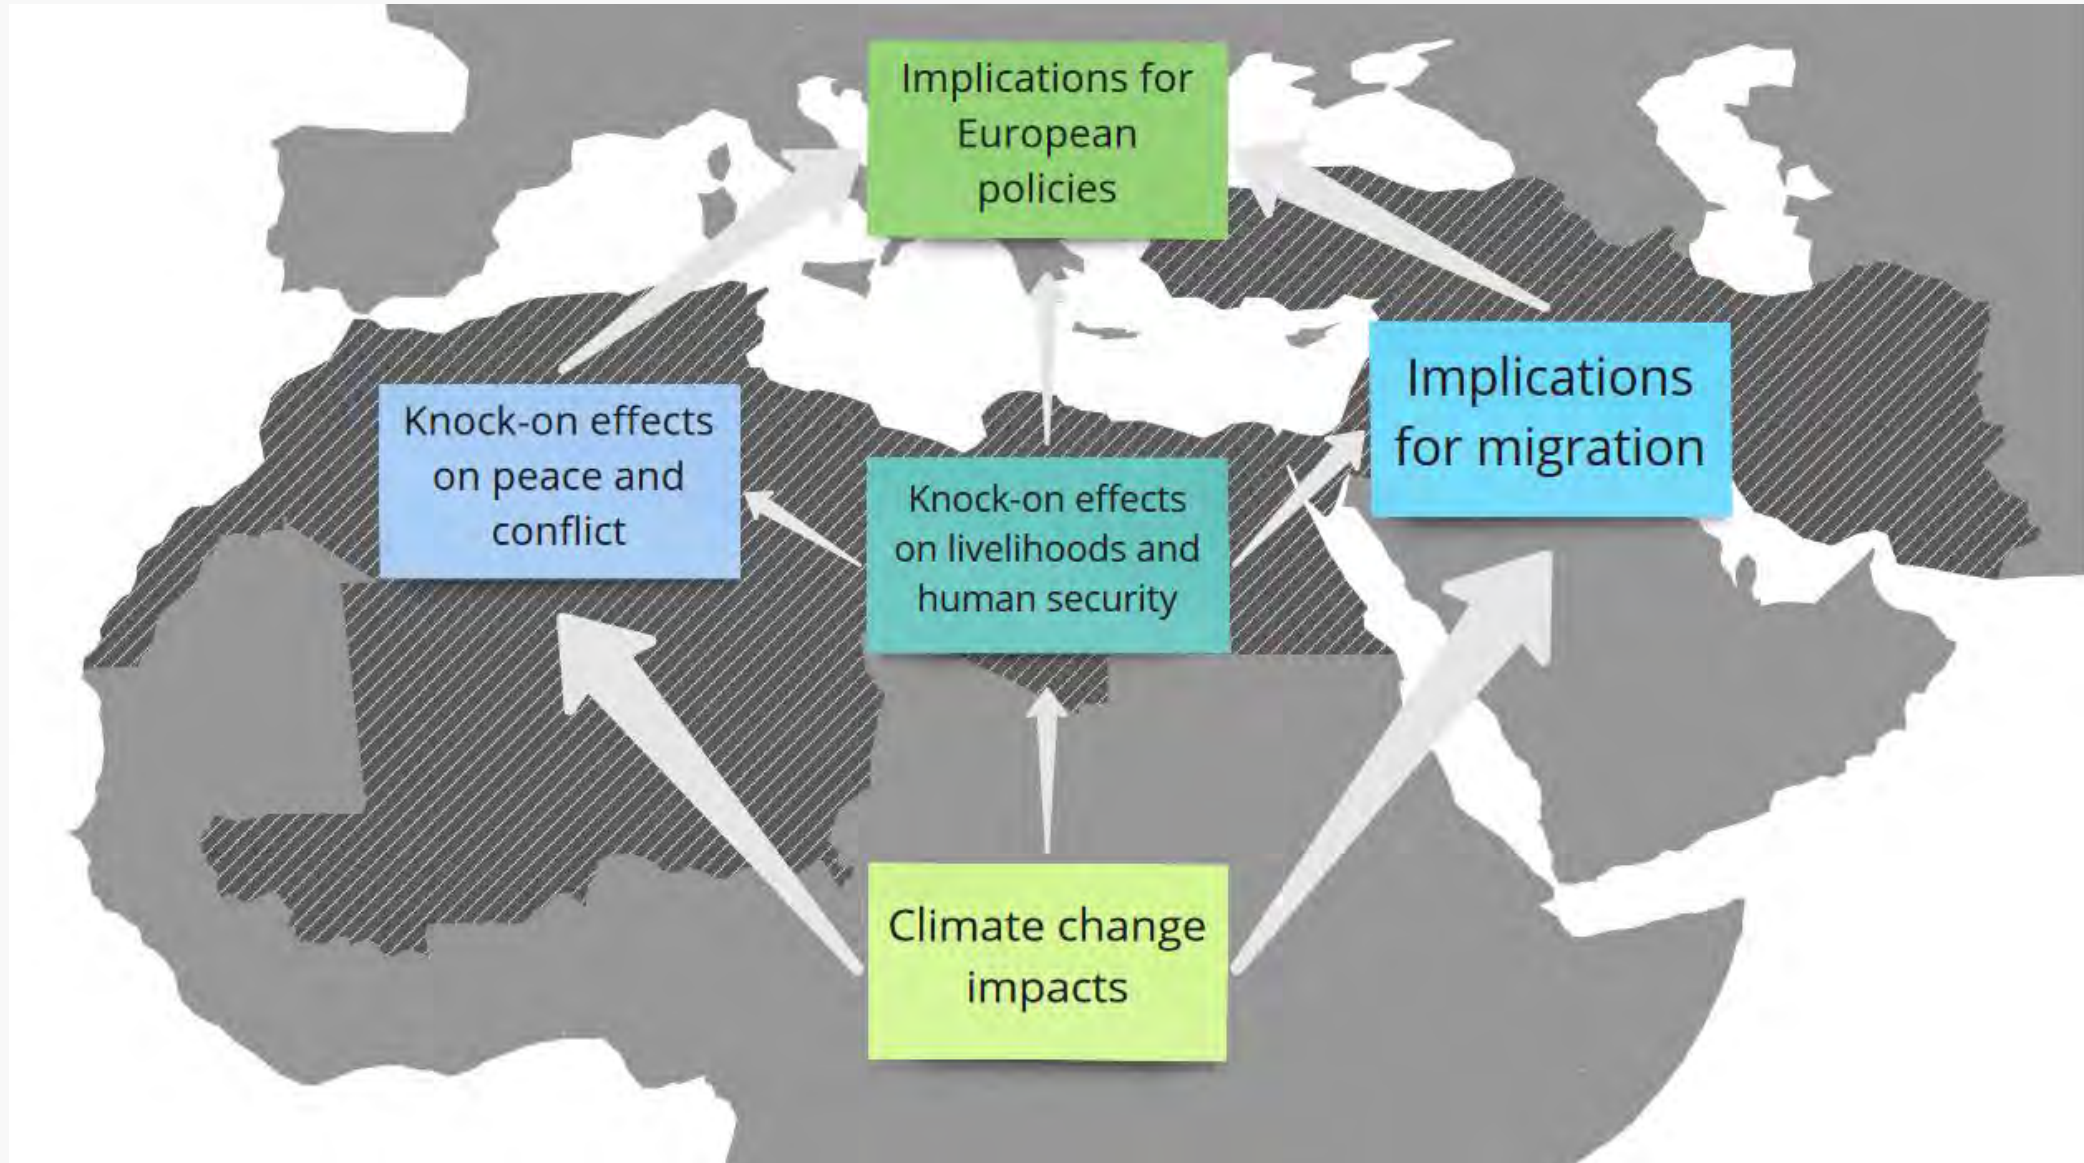 Implications for
European
policies
Implications
for migration
Knock-on effects
on peace and
conflict
Knock-on effects
on livelihoods and
human security
Climate change
impacts